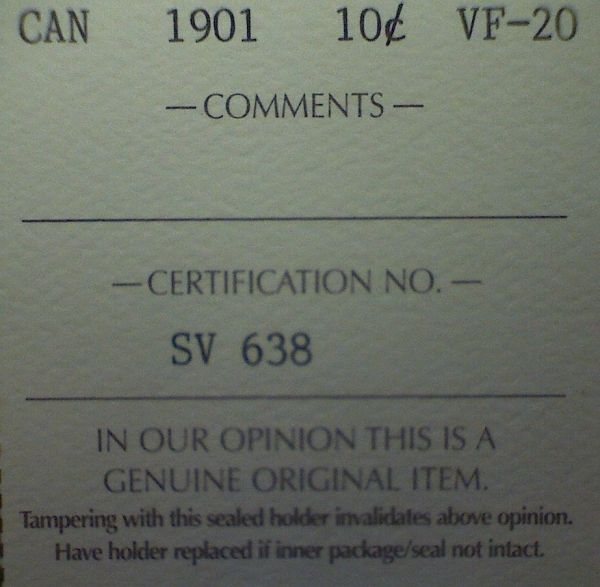 CAN 1901 10¢ VF-20
—COMMENTS—
—CERTIFICATION NO.—
SV 638
IN OUR OPINION THIS IS A
GENUINE ORIGINAL ITEM.
Tampering with this sealed holder invalidates above opinion.
Have holder replaced if inner package/seal not intact.